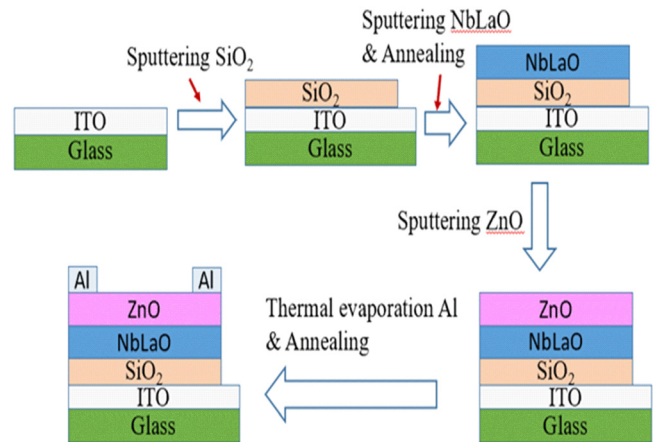 Sputtering SiO₂
Sputtering NbLaO
& Annealing
ITO
Glass
SiO₂
ITO
Glass
NbLaO
SiO₂
ITO
Glass
Sputtering ZnO
ZnO
NbLaO
SiO₂
ITO
Glass
Thermal evaporation Al
& Annealing
Al
Al
ZnO
NbLaO
SiO₂
ITO
Glass